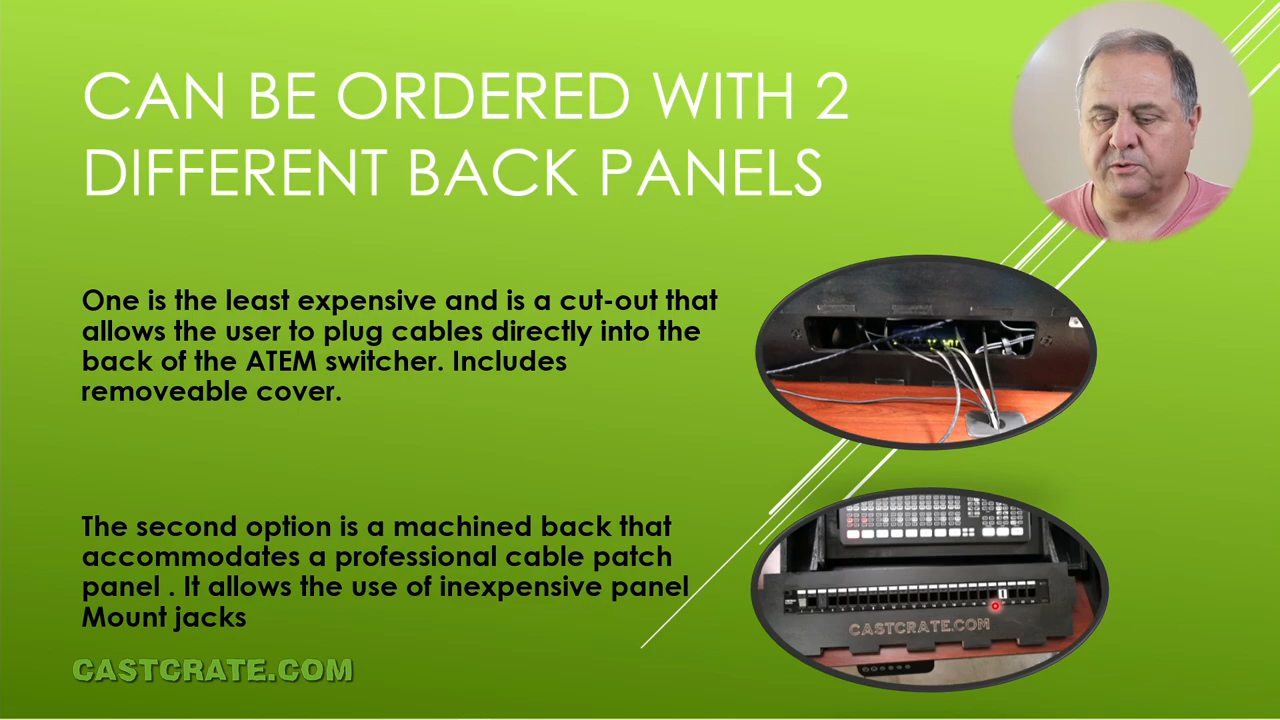 CAN BE ORDERED WITH 2
DIFFERENT BACK PANELS
One is the least expensive and is a cut-out that
allows the user to plug cables directly into the
back of the ATEM switcher. Includes
removeable cover.
The second option is a machined back that
accommodates a professional cable patch
panel . It allows the use of inexpensive panel
Mount jacks
CASTCRATE.COM
CASTCRATE.COM